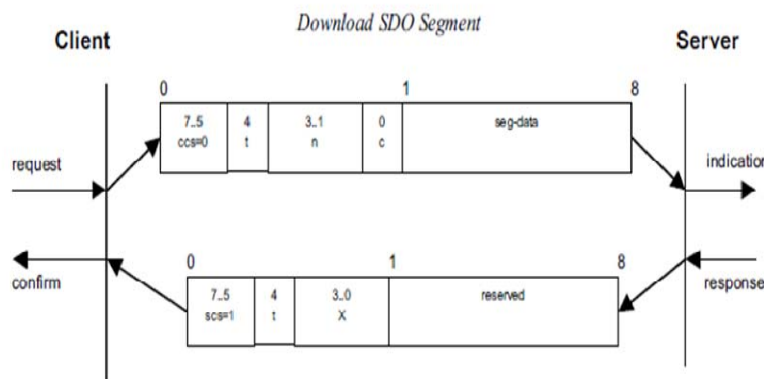 Download SDO Segment
Client
Server
0 1 8
7..5 4 3..1 0 seg-data
ccs=0 t n c
request
indication
confirm
response
0 1 8
7..5 4 3..0 reserved
scs=1 t X